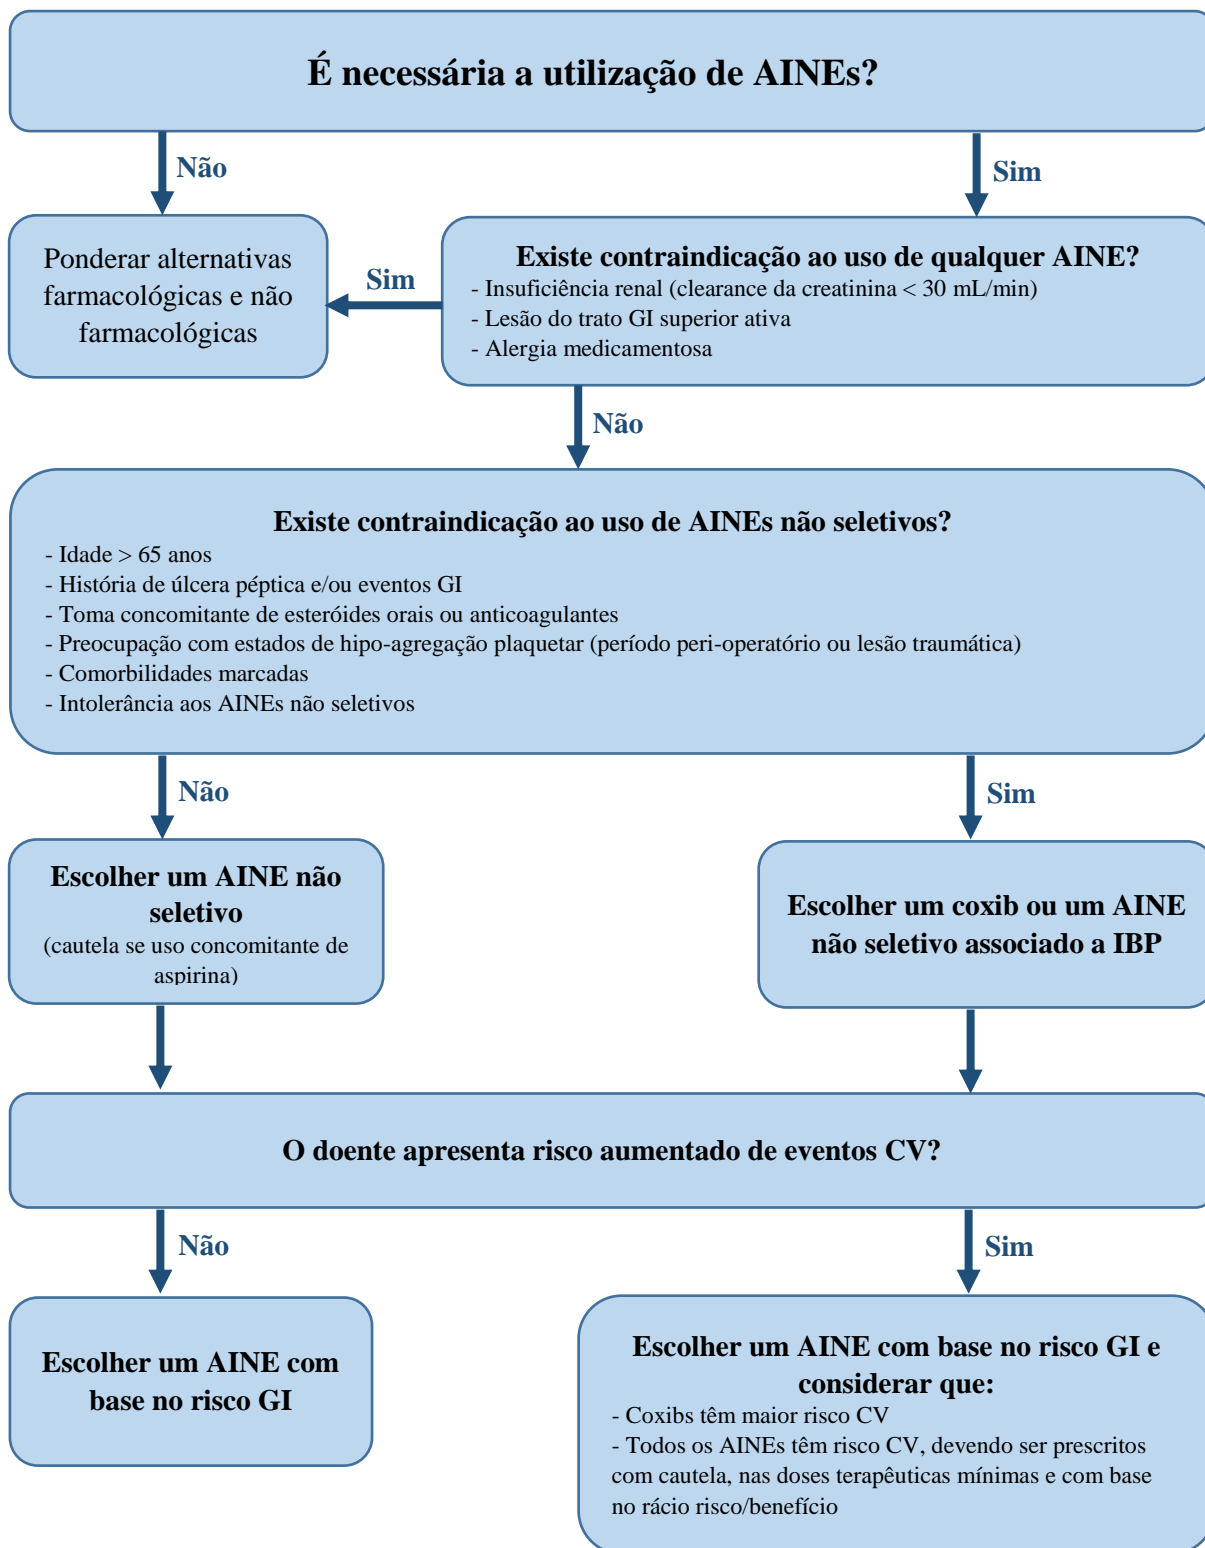 É necessária a utilização de AINEs?
Não
Sim
Ponderar alternativas
farmacológicas e não
farmacológicas
Sim
Existe contraindicação ao uso de qualquer AINE?
- Insuficiência renal (clearance da creatinina < 30 mL/min)
- Lesão do trato GI superior ativa
- Alergia medicamentosa
Não
Existe contraindicação ao uso de AINEs não seletivos?
- Idade > 65 anos
- História de úlcera péptica e/ou eventos GI
- Toma concomitante de esteróides orais ou anticoagulantes
- Preocupação com estados de hipo-agregação plaquetar (período peri-operatório ou lesão traumática)
- Comorbilidades marcadas
- Intolerância aos AINEs não seletivos
Não
Sim
Escolher um AINE não
seletivo
(cautela se uso concomitante de
aspirina)
Escolher um coxib ou um AINE
não seletivo associado a IBP
O doente apresenta risco aumentado de eventos CV?
Não
Sim
Escolher um AINE com
base no risco GI
Escolher um AINE com base no risco GI e
considerar que:
- Coxibs têm maior risco CV
- Todos os AINEs têm risco CV, devendo ser prescritos
com cautela, nas doses terapêuticas mínimas e com base
no rácio risco/benefício